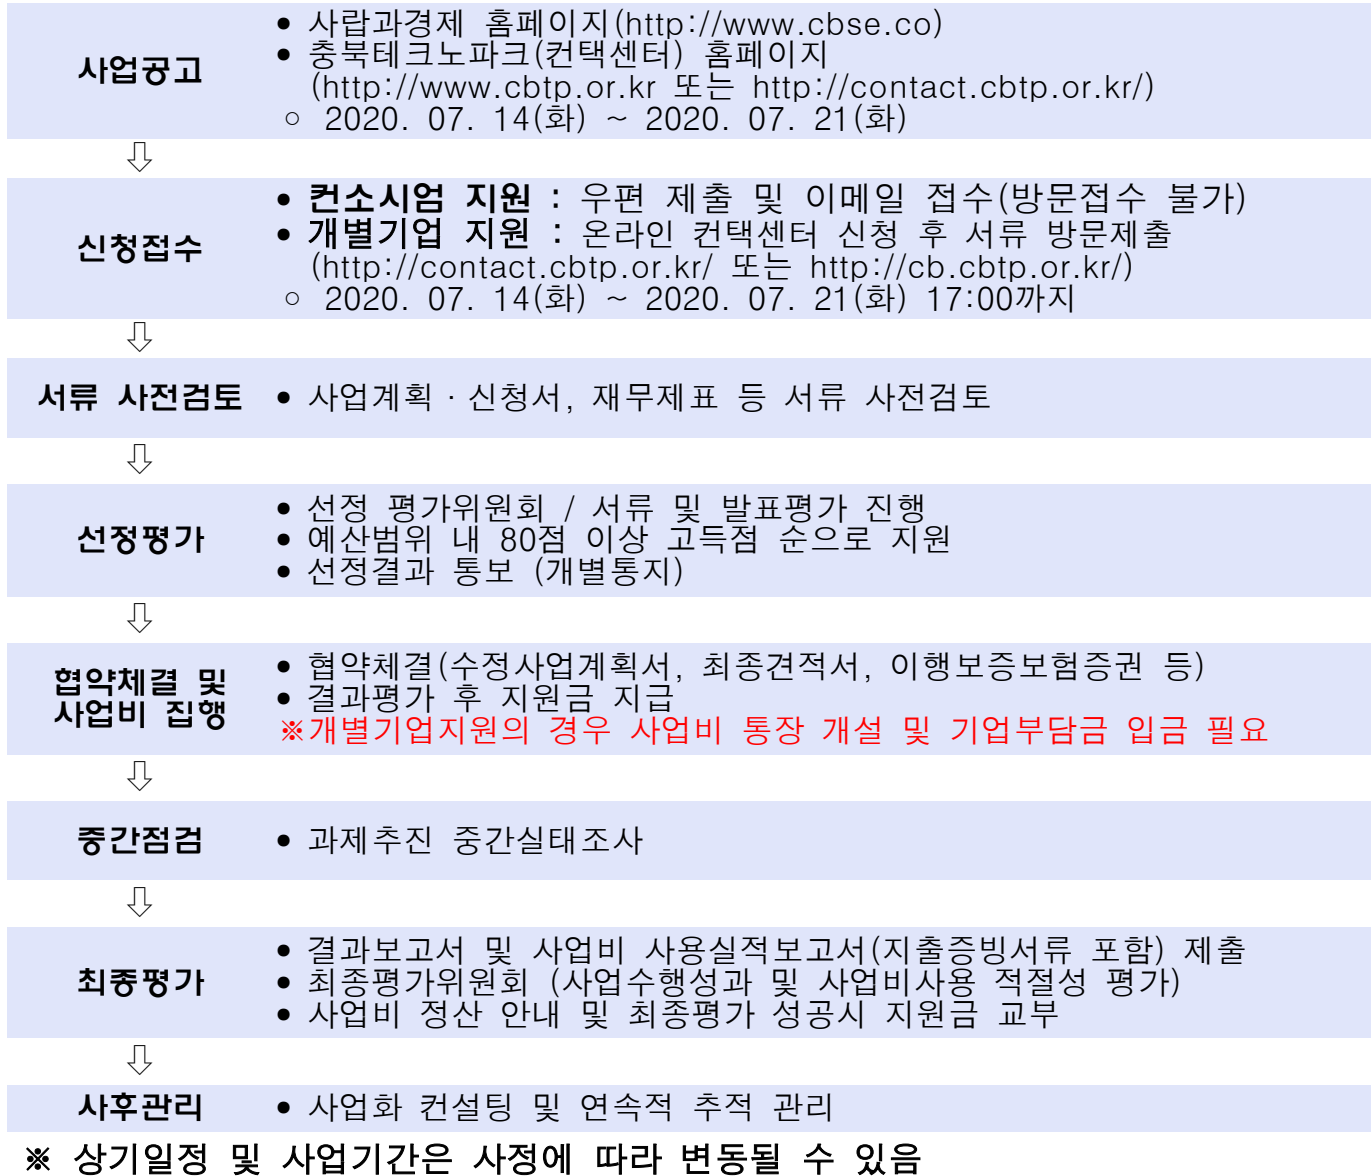 사업공고
• 사람과경제 홈페이지(http://www.cbse.co)
• 충북테크노파크(컨택센터) 홈페이지
(http://www.cbtp.or.kr 또는 http://contact.cbtp.or.kr/)
○ 2020. 07. 14(화) ~ 2020. 07. 21(화)
⇩
신청접수
• 컨소시엄 지원 : 우편 제출 및 이메일 접수(방문접수 불가)
• 개별기업 지원 : 온라인 컨택센터 신청 후 서류 방문제출
(http://contact.cbtp.or.kr/ 또는 http://cb.cbtp.or.kr/)
○ 2020. 07. 14(화) ~ 2020. 07. 21(화) 17:00까지
⇩
서류 사전검토
• 사업계획·신청서, 재무제표 등 서류 사전검토
⇩
선정평가
• 선정 평가위원회 / 서류 및 발표평가 진행
• 예산범위 내 80점 이상 고득점 순으로 지원
• 선정결과 통보 (개별통지)
⇩
협약체결 및
사업비 집행
• 협약체결(수정사업계획서, 최종견적서, 이행보증보험증권 등)
• 결과평가 후 지원금 지급
※개별기업지원의 경우 사업비 통장 개설 및 기업부담금 입금 필요
⇩
중간점검
• 과제추진 중간실태조사
⇩
최종평가
• 결과보고서 및 사업비 사용실적보고서(지출증빙서류 포함) 제출
• 최종평가위원회 (사업수행성과 및 사업비사용 적절성 평가)
• 사업비 정산 안내 및 최종평가 성공시 지원금 교부
⇩
사후관리
• 사업화 컨설팅 및 연속적 추적 관리
※ 상기일정 및 사업기간은 사정에 따라 변동될 수 있음